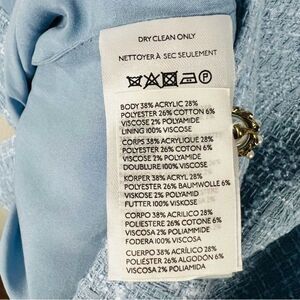 DRY CLEAN ONLY
NETTOYER À SEC SEULEMENT
P
BODY 38% ACRYLIC 28%
POLYESTER 26% COTTON 6%
VISCOSE 2% POLYAMIDE
LINING 100% VISCOSE
CORPS 38% ACRYLIQUE 28%
POLYESTER 26% COTON 6%
VISCOSE 2% POLYAMIDE
DOUBLURE 100% VISCOSE
KÖRPER 38% ACRYL 28%
POLYESTER 26% BAUMWOLLE 6%
VISKOSE 2% POLYAMID
FUTTER 100% VISKOSE
CORPO 38% ACRILICO 28%
POLIESTERE 26% COTONE 6%
VISCOSA 2% POLIAMMIDE
FODERA 100% VISCOSA
CUERPO 38% ACRÍLICO 28%
POLIÉSTER 26% ALGODÓN 6%
VISCOSA 2% POLIAMIDA